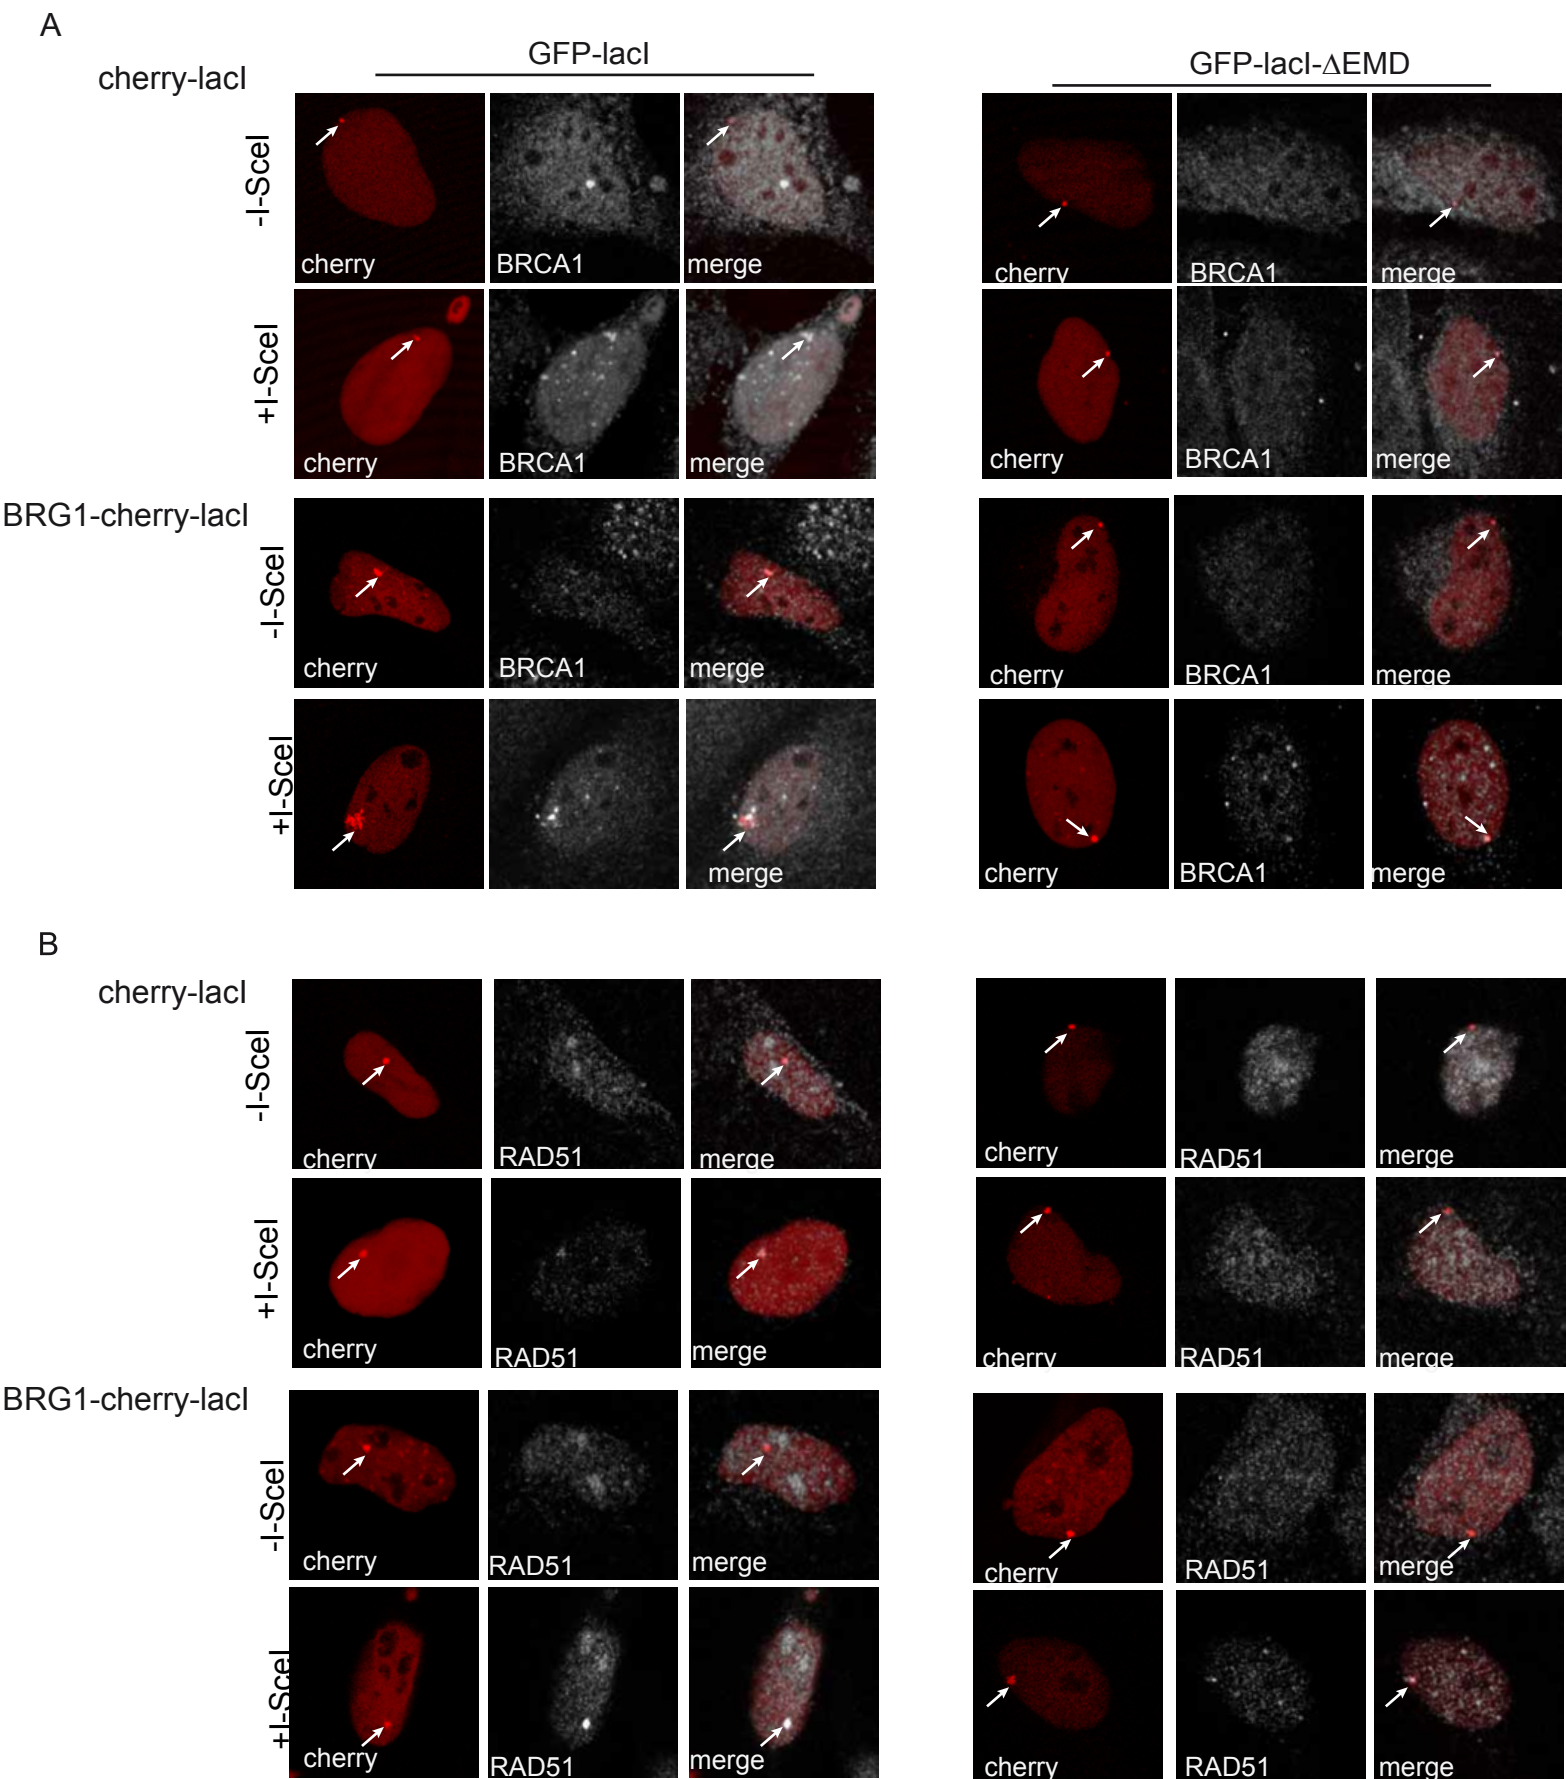 A
GFP-lacI
GFP-lacI-ΔEMD
cherry-lacI
-I-SceI
cherry BRCA1 merge cherry BRCA1 merge
+I-SceI
cherry BRCA1 merge cherry BRCA1 merge
BRG1-cherry-lacI
-I-SceI
cherry BRCA1 merge cherry BRCA1 merge
+I-SceI
merge cherry BRCA1 merge
B
cherry-lacI
-I-SceI
cherry RAD51 merge cherry RAD51 merge
+I-SceI
cherry RAD51 merge cherry RAD51 merge
BRG1-cherry-lacI
-I-SceI
cherry RAD51 merge cherry RAD51 merge
+I-SceI
cherry RAD51 merge cherry RAD51 merge